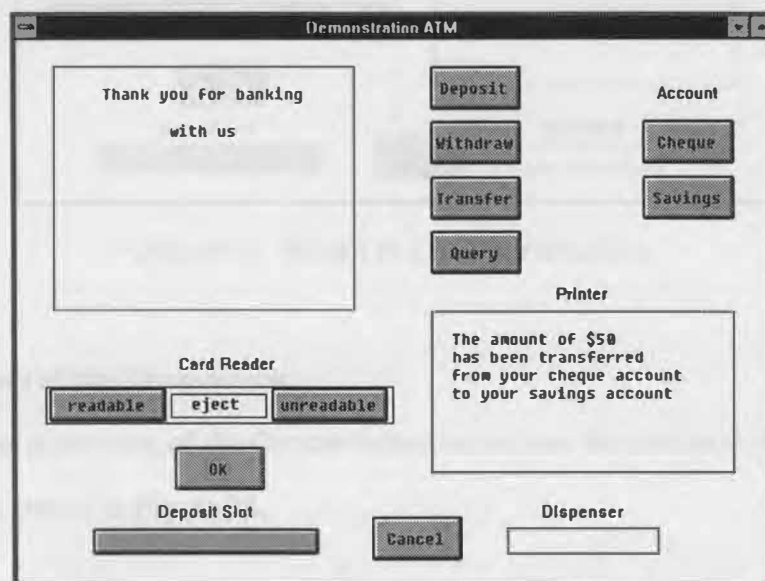 Demonstration ATM
Thank you for banking
with us
Deposit
Withdraw
Transfer
Query
Account
Cheque
Savings
Printer
The amount of $50
has been transferred
from your cheque account
to your savings account
Card Reader
readable
eject
unreadable
OK
Deposit Slot
Cancel
Dispenser